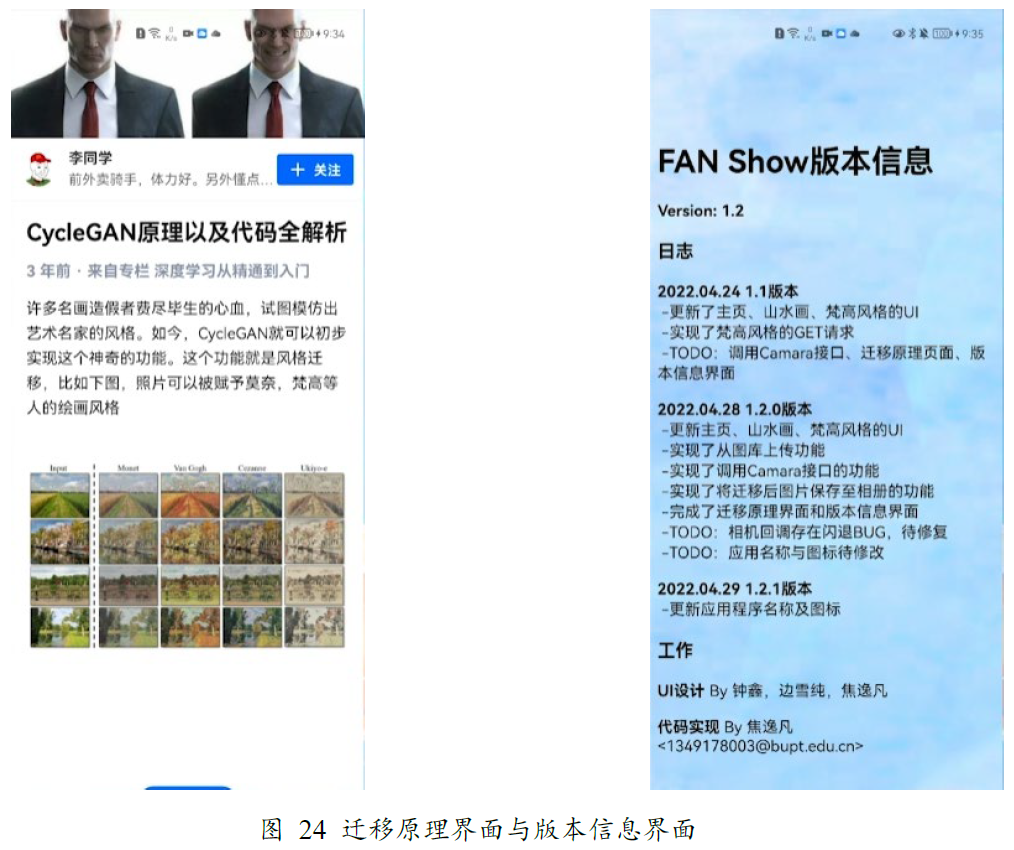 9:34
李同学
前外卖骑手，体力好。另外懂点...
+ 关注
CycleGAN原理以及代码全解析
3 年前 · 来自专栏 深度学习从精通到入门
许多名画造假者费尽毕生的心血，试图模仿出
艺术名家的风格。如今，CycleGAN就可以初步
实现这个神奇的功能。这个功能就是风格迁
移，比如下图，照片可以被赋予莫奈，梵高等
人的绘画风格
Input Monet Van Gogh Cezanne Ukiyo-e
0
K/s
100
9:35
FAN Show版本信息
Version: 1.2
日志
2022.04.24 1.1版本
-更新了主页、山水画、梵高风格的UI
-实现了梵高风格的GET请求
-TODO：调用Camara接口、迁移原理页面、版
本信息界面
2022.04.28 1.2.0版本
-更新主页、山水画、梵高风格的UI
-实现了从图库上传功能
-实现了调用Camara接口的功能
-实现了将迁移后图片保存至相册的功能
-完成了迁移原理界面和版本信息界面
-TODO：相机回调存在闪退BUG，待修复
-TODO：应用名称与图标待修改
2022.04.29 1.2.1版本
-更新应用程序名称及图标
工作
UI设计 By 钟鑫，边雪纯，焦逸凡
代码实现 By 焦逸凡
<1349178003@bupt.edu.cn>
图 24 迁移原理界面与版本信息界面